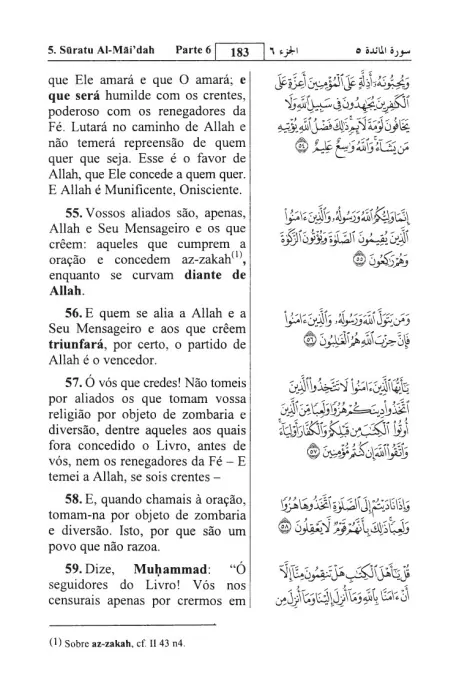 5. Sūratu Al-Māi’dah Parte 6 183 الجزء ٦ سورة المائدة ٥
que Ele amará e que O amará; e
que será humilde com os crentes,
poderoso com os renegadores da
Fé. Lutará no caminho de Allah e
não temerá repreensão de quem
quer que seja. Esse é o favor de
Allah, que Ele concede a quem quer.
E Allah é Munificente, Onisciente.
55. Vossos aliados são, apenas,
Allah e Seu Mensageiro e os que
crêem: aqueles que cumprem a
oração e concedem az-zakah(1),
enquanto se curvam diante de
Allah.
56. E quem se alia a Allah e a
Seu Mensageiro e aos que crêem
triunfará, por certo, o partido de
Allah é o vencedor.
57. Ó vós que credes! Não tomeis
por aliados os que tomam vossa
religião por objeto de zombaria e
diversão, dentre aqueles aos quais
fora concedido o Livro, antes de
vós, nem os renegadores da Fé – E
temei a Allah, se sois crentes –
58. E, quando chamais à oração,
tomam-na por objeto de zombaria
e diversão. Isto, por que são um
povo que não razoa.
59. Dize, Muḥammad: “Ó
seguidores do Livro! Vós nos
censurais apenas por crermos em
وَيُحِبُّونَهُۥٓ أَذِلَّةٍ عَلَى ٱلْمُؤْمِنِينَ أَعِزَّةٍ عَلَى
ٱلْكَٰفِرِينَ يُجَٰهِدُونَ فِى سَبِيلِ ٱللَّهِ وَلَا
يَخَافُونَ لَوْمَةَ لَآئِمٍ ذَٰلِكَ فَضْلُ ٱللَّهِ يُؤْتِيهِ
مَن يَشَآءُ وَٱللَّهُ وَٰسِعٌ عَلِيمٌ ٥٤
إِنَّمَا وَلِيُّكُمُ ٱللَّهُ وَرَسُولُهُۥ وَٱلَّذِينَ ءَامَنُوا۟
ٱلَّذِينَ يُقِيمُونَ ٱلصَّلَوٰةَ وَيُؤْتُونَ ٱلزَّكَوٰةَ
وَهُمْ رَٰكِعُونَ ٥٥
وَمَن يَتَوَلَّ ٱللَّهَ وَرَسُولَهُۥ وَٱلَّذِينَ ءَامَنُوا۟
فَإِنَّ حِزْبَ ٱللَّهِ هُمُ ٱلْغَٰلِبُونَ ٥٦
يَٰٓأَيُّهَا ٱلَّذِينَ ءَامَنُوا۟ لَا تَتَّخِذُوا۟ ٱلَّذِينَ
ٱتَّخَذُوا۟ دِينَكُمْ هُزُوًا وَلَعِبًا مِّنَ ٱلَّذِينَ
أُوتُوا۟ ٱلْكِتَٰبَ مِن قَبْلِكُمْ وَٱلْكُفَّارَ أَوْلِيَآءَ
وَٱتَّقُوا۟ ٱللَّهَ إِن كُنتُم مُّؤْمِنِينَ ٥٧
وَإِذَا نَادَيْتُمْ إِلَى ٱلصَّلَوٰةِ ٱتَّخَذُوهَا هُزُوًا
وَلَعِبًا ذَٰلِكَ بِأَنَّهُمْ قَوْمٌ لَّا يَعْقِلُونَ ٥٨
قُلْ يَٰٓأَهْلَ ٱلْكِتَٰبِ هَلْ تَنقِمُونَ مِنَّآ إِلَّآ
أَنْ ءَامَنَّا بِٱللَّهِ وَمَآ أُنزِلَ إِلَيْنَا وَمَآ أُنزِلَ مِن
(1) Sobre az-zakah, cf. II 43 n4.